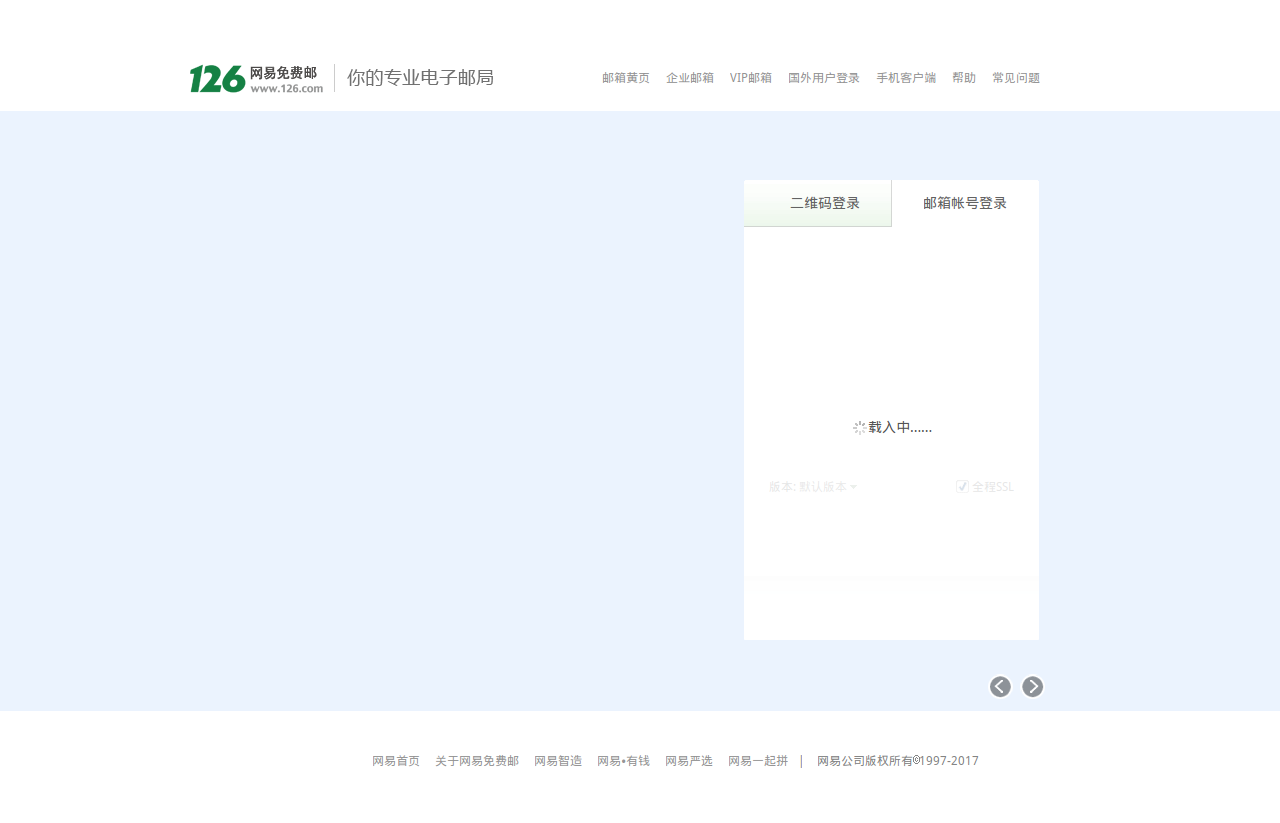 126 网易免费邮 www.126.com 你的专业电子邮局 邮箱黄页 企业邮箱 VIP邮箱 国外用户登录 手机客户端 帮助 常见问题
二维码登录 邮箱帐号登录
载入中......
版本: 默认版本 全程SSL
网易首页 关于网易免费邮 网易智造 网易•有钱 网易严选 网易一起拼 | 网易公司版权所有©1997-2017